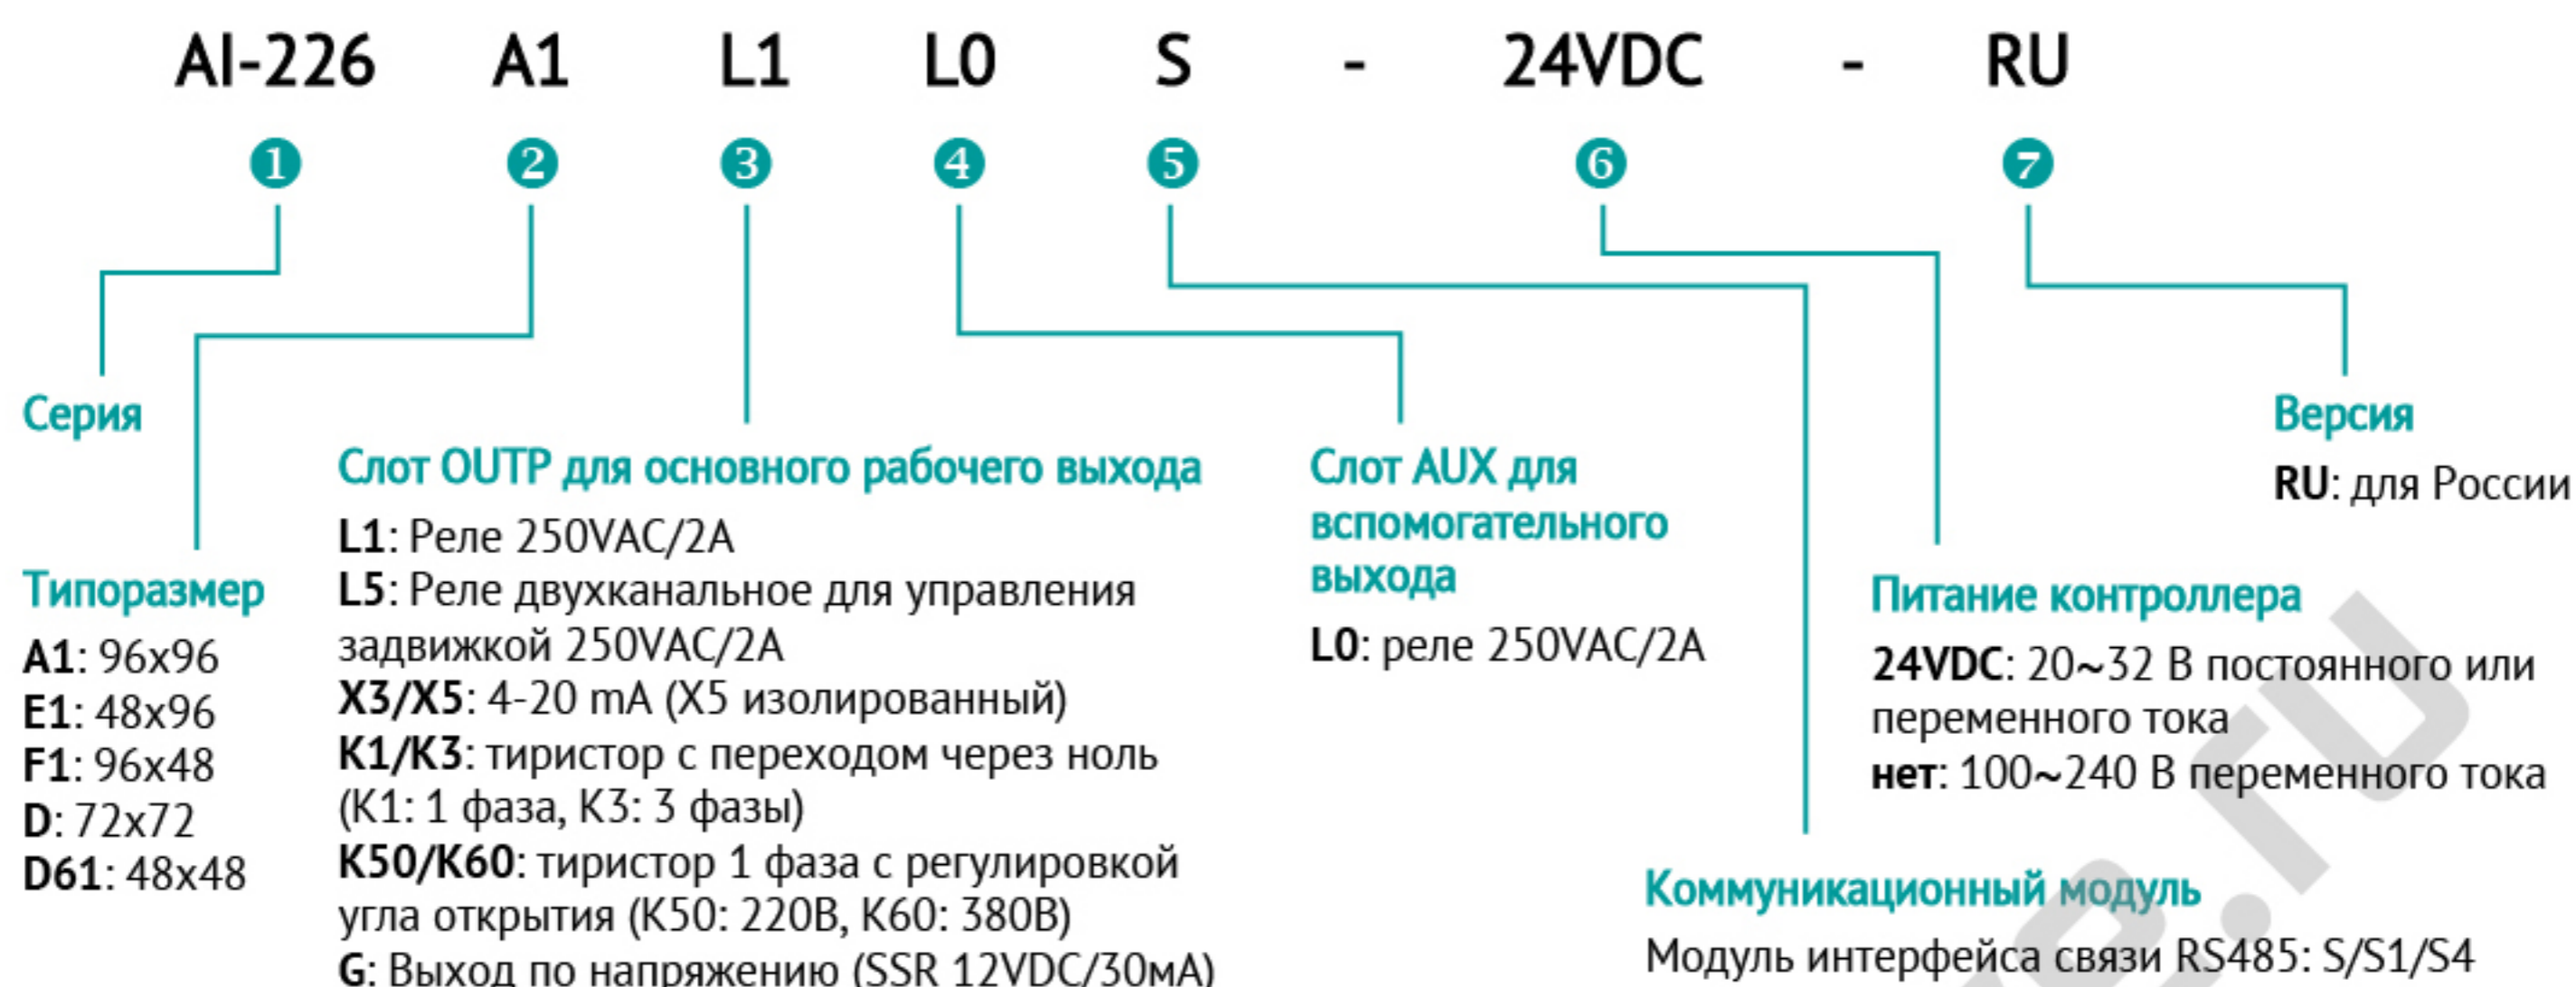 AI-226 A1 L1 L0 S - 24VDC - RU
1 2 3 4 5 6 7
Серия
Типоразмер
A1: 96x96
E1: 48x96
F1: 96x48
D: 72x72
D61: 48x48
Слот OUTP для основного рабочего выхода
L1: Реле 250VAC/2A
L5: Реле двухканальное для управления
задвижкой 250VAC/2A
X3/X5: 4-20 mA (X5 изолированный)
K1/K3: тиристор с переходом через ноль
(K1: 1 фаза, K3: 3 фазы)
K50/K60: тиристор 1 фаза с регулировкой
угла открытия (K50: 220В, K60: 380В)
G: Выход по напряжению (SSR 12VDC/30мА)
Слот AUX для
вспомогательного
выхода
L0: реле 250VAC/2A
Коммуникационный модуль
Модуль интерфейса связи RS485: S/S1/S4
Питание контроллера
24VDC: 20~32 В постоянного или
переменного тока
нет: 100~240 В переменного тока
Версия
RU: для России